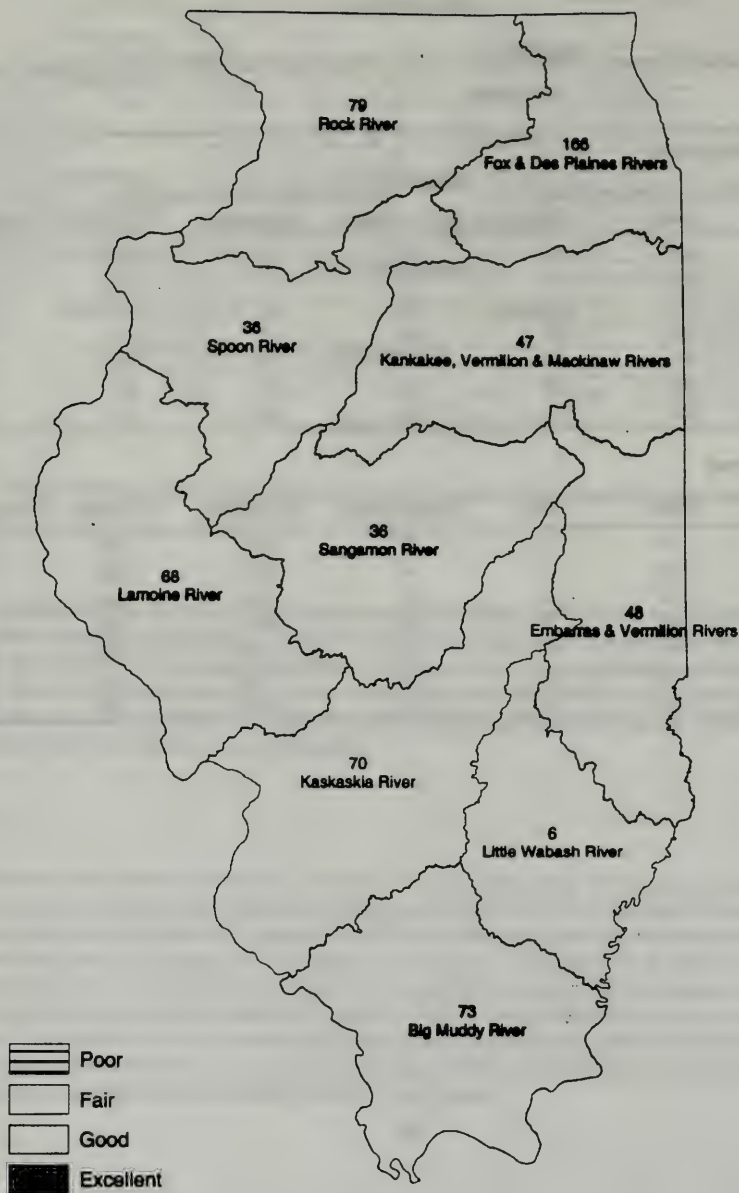 79
Rock River
166
Fox & Des Plaines Rivers
36
Spoon River
47
Kankakee, Vermilion & Mackinaw Rivers
36
Sangamon River
68
Lamoine River
48
Embarras & Vermilion Rivers
70
Kaskaskia River
6
Little Wabash River
73
Big Muddy River
Poor
Fair
Good
Excellent